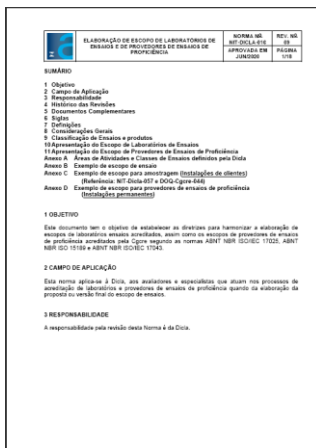 ELABORAÇÃO DE ESCOPO DE LABORATÓRIOS DE
ENSAIOS E DE PROVEDORES DE ENSAIOS DE
PROFICIÊNCIA
NORMA Nº
NIT-DICLA-016
REV. Nº
09
APROVADA EM
JUN/2020
PÁGINA
1/15
SUMÁRIO
1 Objetivo
2 Campo de Aplicação
3 Responsabilidade
4 Histórico das Revisões
5 Documentos Complementares
6 Siglas
7 Definições
8 Considerações Gerais
9 Classificação de Ensaios e produtos
10 Apresentação do Escopo de Laboratório de Ensaios
11 Apresentação do Escopo de Provedores de Ensaios de Proficiência
Anexo A Áreas de Atividades e Classes de Ensaios definidos pela Dicla
Anexo B Exemplo de escopo de ensaio
Anexo C Exemplo de escopo para amostragem (Instalações de clientes)
(Referência: NIT-Dicla-057 e DOQ-Cgcre-044)
Anexo D Exemplo de escopo para provedores de ensaios de proficiência
(Instalações permanentes)
1 OBJETIVO
Este documento tem o objetivo de estabelecer as diretrizes para harmonizar a elaboração de
escopos de laboratórios ensaios acreditados, assim como os escopos de provedores de ensaios
de proficiência acreditados pela Cgcre segundo as normas ABNT NBR ISO/IEC 17025, ABNT
NBR ISO 15189 e ABNT NBR ISO/IEC 17043.
2 CAMPO DE APLICAÇÃO
Esta norma aplica-se à Dicla, aos avaliadores e especialistas que atuam nos processos de
acreditação de laboratórios e provedores de ensaios de proficiência quando da elaboração da
proposta ou versão final do escopo de ensaios.
3 RESPONSABILIDADE
A responsabilidade pela revisão desta Norma é da Dicla.